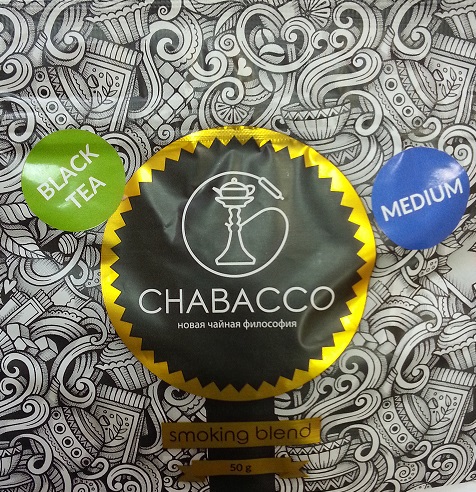 BLACK
TEA
MEDIUM
CHABACCO
новая чайная философия
smoking blend
50 g